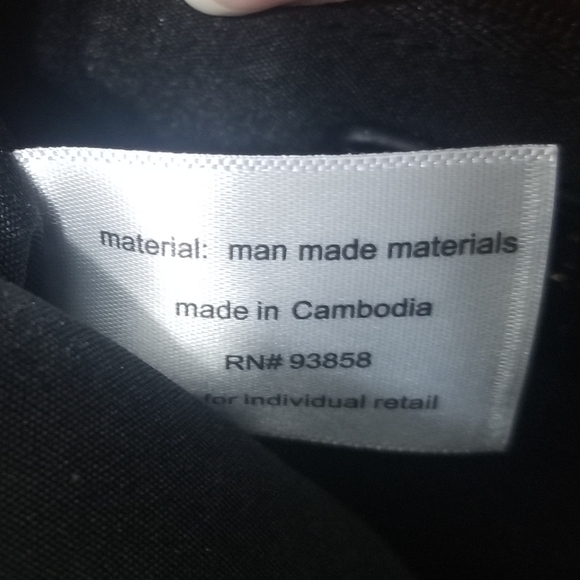 material: man made materials
made in Cambodia
RN# 93858
for individual retail